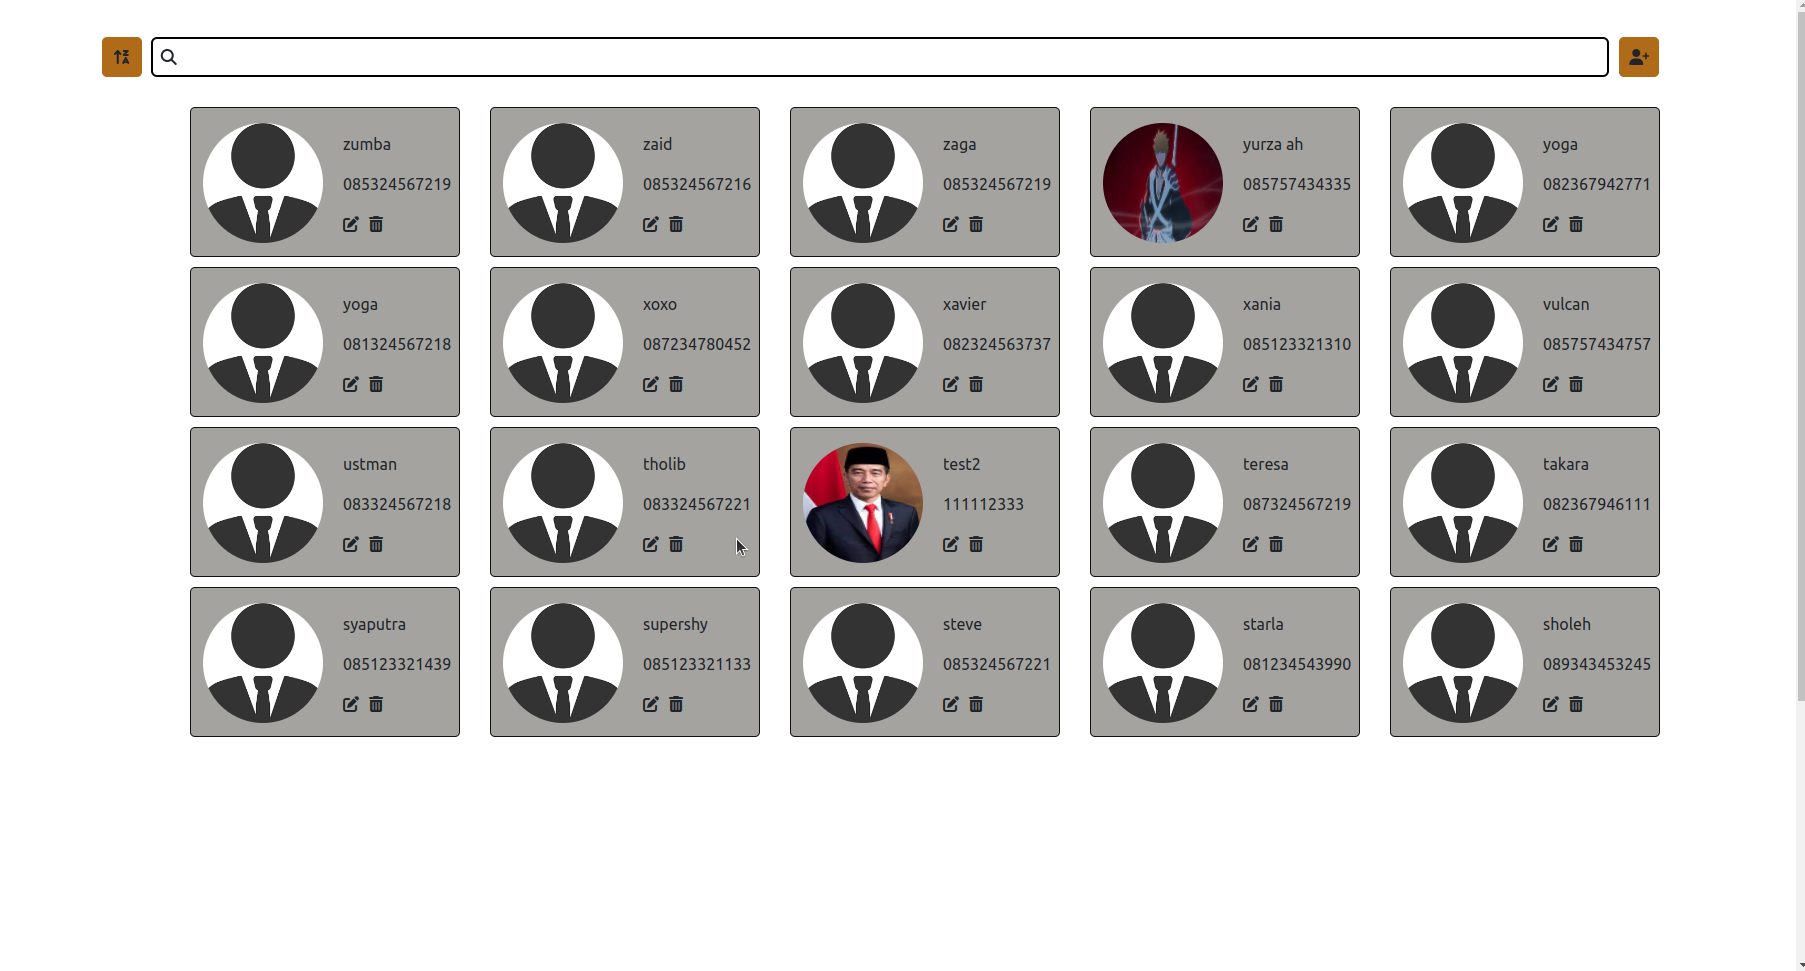 zumba
085324567219
zaid
085324567216
zaga
085324567219
yurza ah
085757434335
yoga
082367942771
yoga
081324567218
xoxo
087234780452
xavier
082324563737
xania
085123321310
vulcan
085757434757
ustman
083324567218
tholib
083324567221
test2
111112333
teresa
087324567219
takara
082367946111
syaputra
085123321439
supershy
085123321133
steve
085324567221
starla
081234543990
sholeh
089343453245